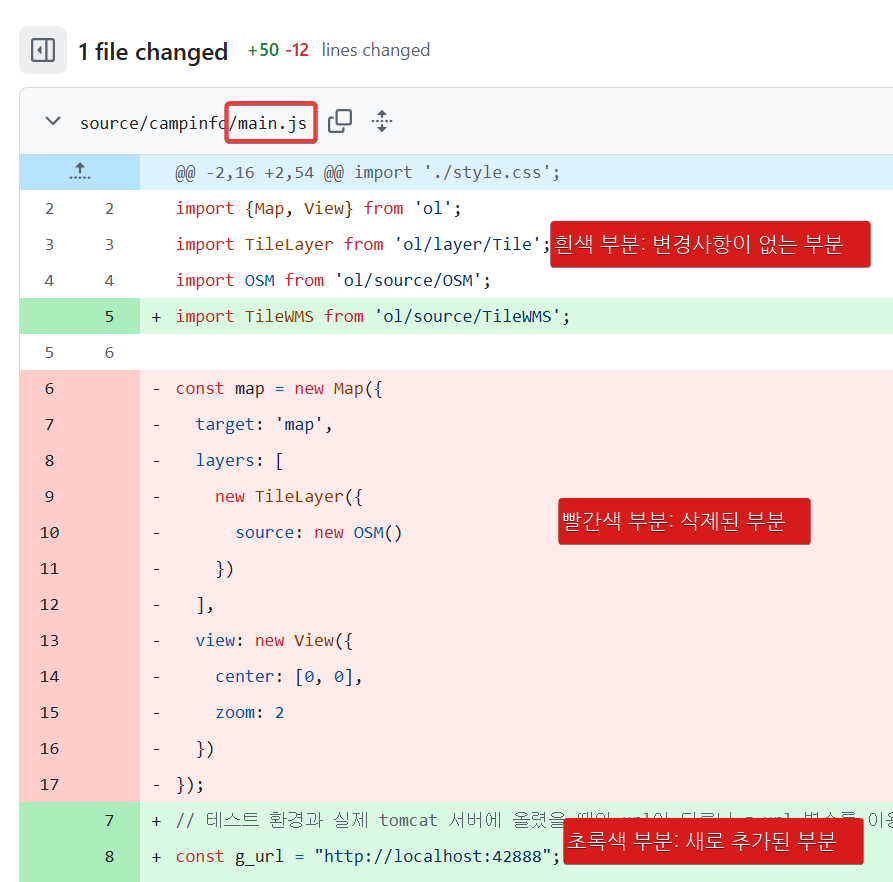 1 file changed +50 -12 lines changed
source/campinfo/main.js
@@ -2,16 +2,54 @@ import './style.css';
2 2 import {Map, View} from 'ol';
3 3 import TileLayer from 'ol/layer/Tile';
흰색 부분: 변경사항이 없는 부분
4 4 import OSM from 'ol/source/OSM';
5 + import TileWMS from 'ol/source/TileWMS';
5 6
6 - const map = new Map({
7 - target: 'map',
8 - layers: [
9 - new TileLayer({
10 - source: new OSM()
빨간색 부분: 삭제된 부분
11 - })
12 - ],
13 - view: new View({
14 - center: [0, 0],
15 - zoom: 2
16 - })
17 - });
7 + // 테스트 환경과 실제 tomcat 서버에 올렸을
8 + const g_url = "http://localhost:42888";
초록색 부분: 새로 추가된 부분